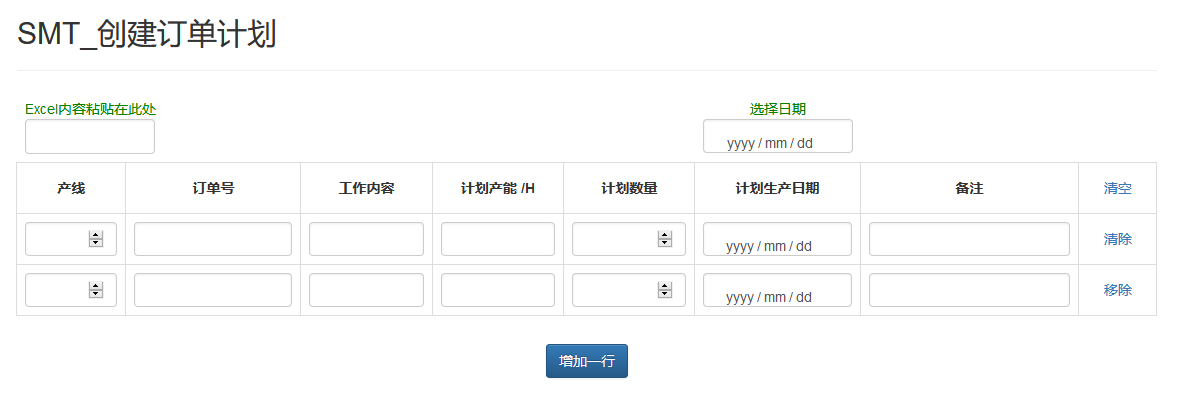 SMT_创建订单计划
Excel内容粘贴在此处 选择日期
yyyy / mm / dd
产线 订单号 工作内容 计划产能 /H 计划数量 计划生产日期 备注 清空
yyyy / mm / dd 清除
yyyy / mm / dd 移除
增加一行